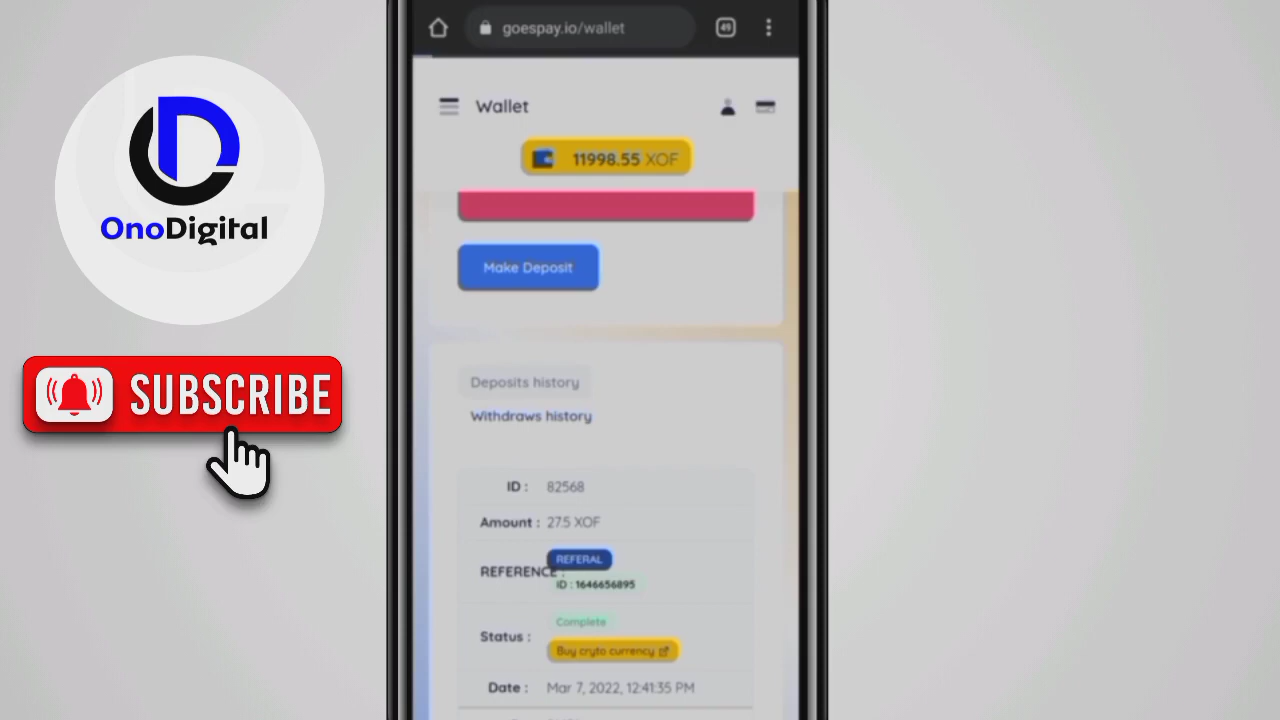 49
goespay.io/wallet
Wallet
11998.55 XOF
Make Deposit
OnoDigital
SUBSCRIBE
Deposits history
Withdraws history
ID : 82568
Amount : 27.5 XOF
REFERAL
REFERENCE :
ID : 1646656895
Complete
Status :
Buy cryto currency
Date : Mar 7, 2022, 12:41:35 PM